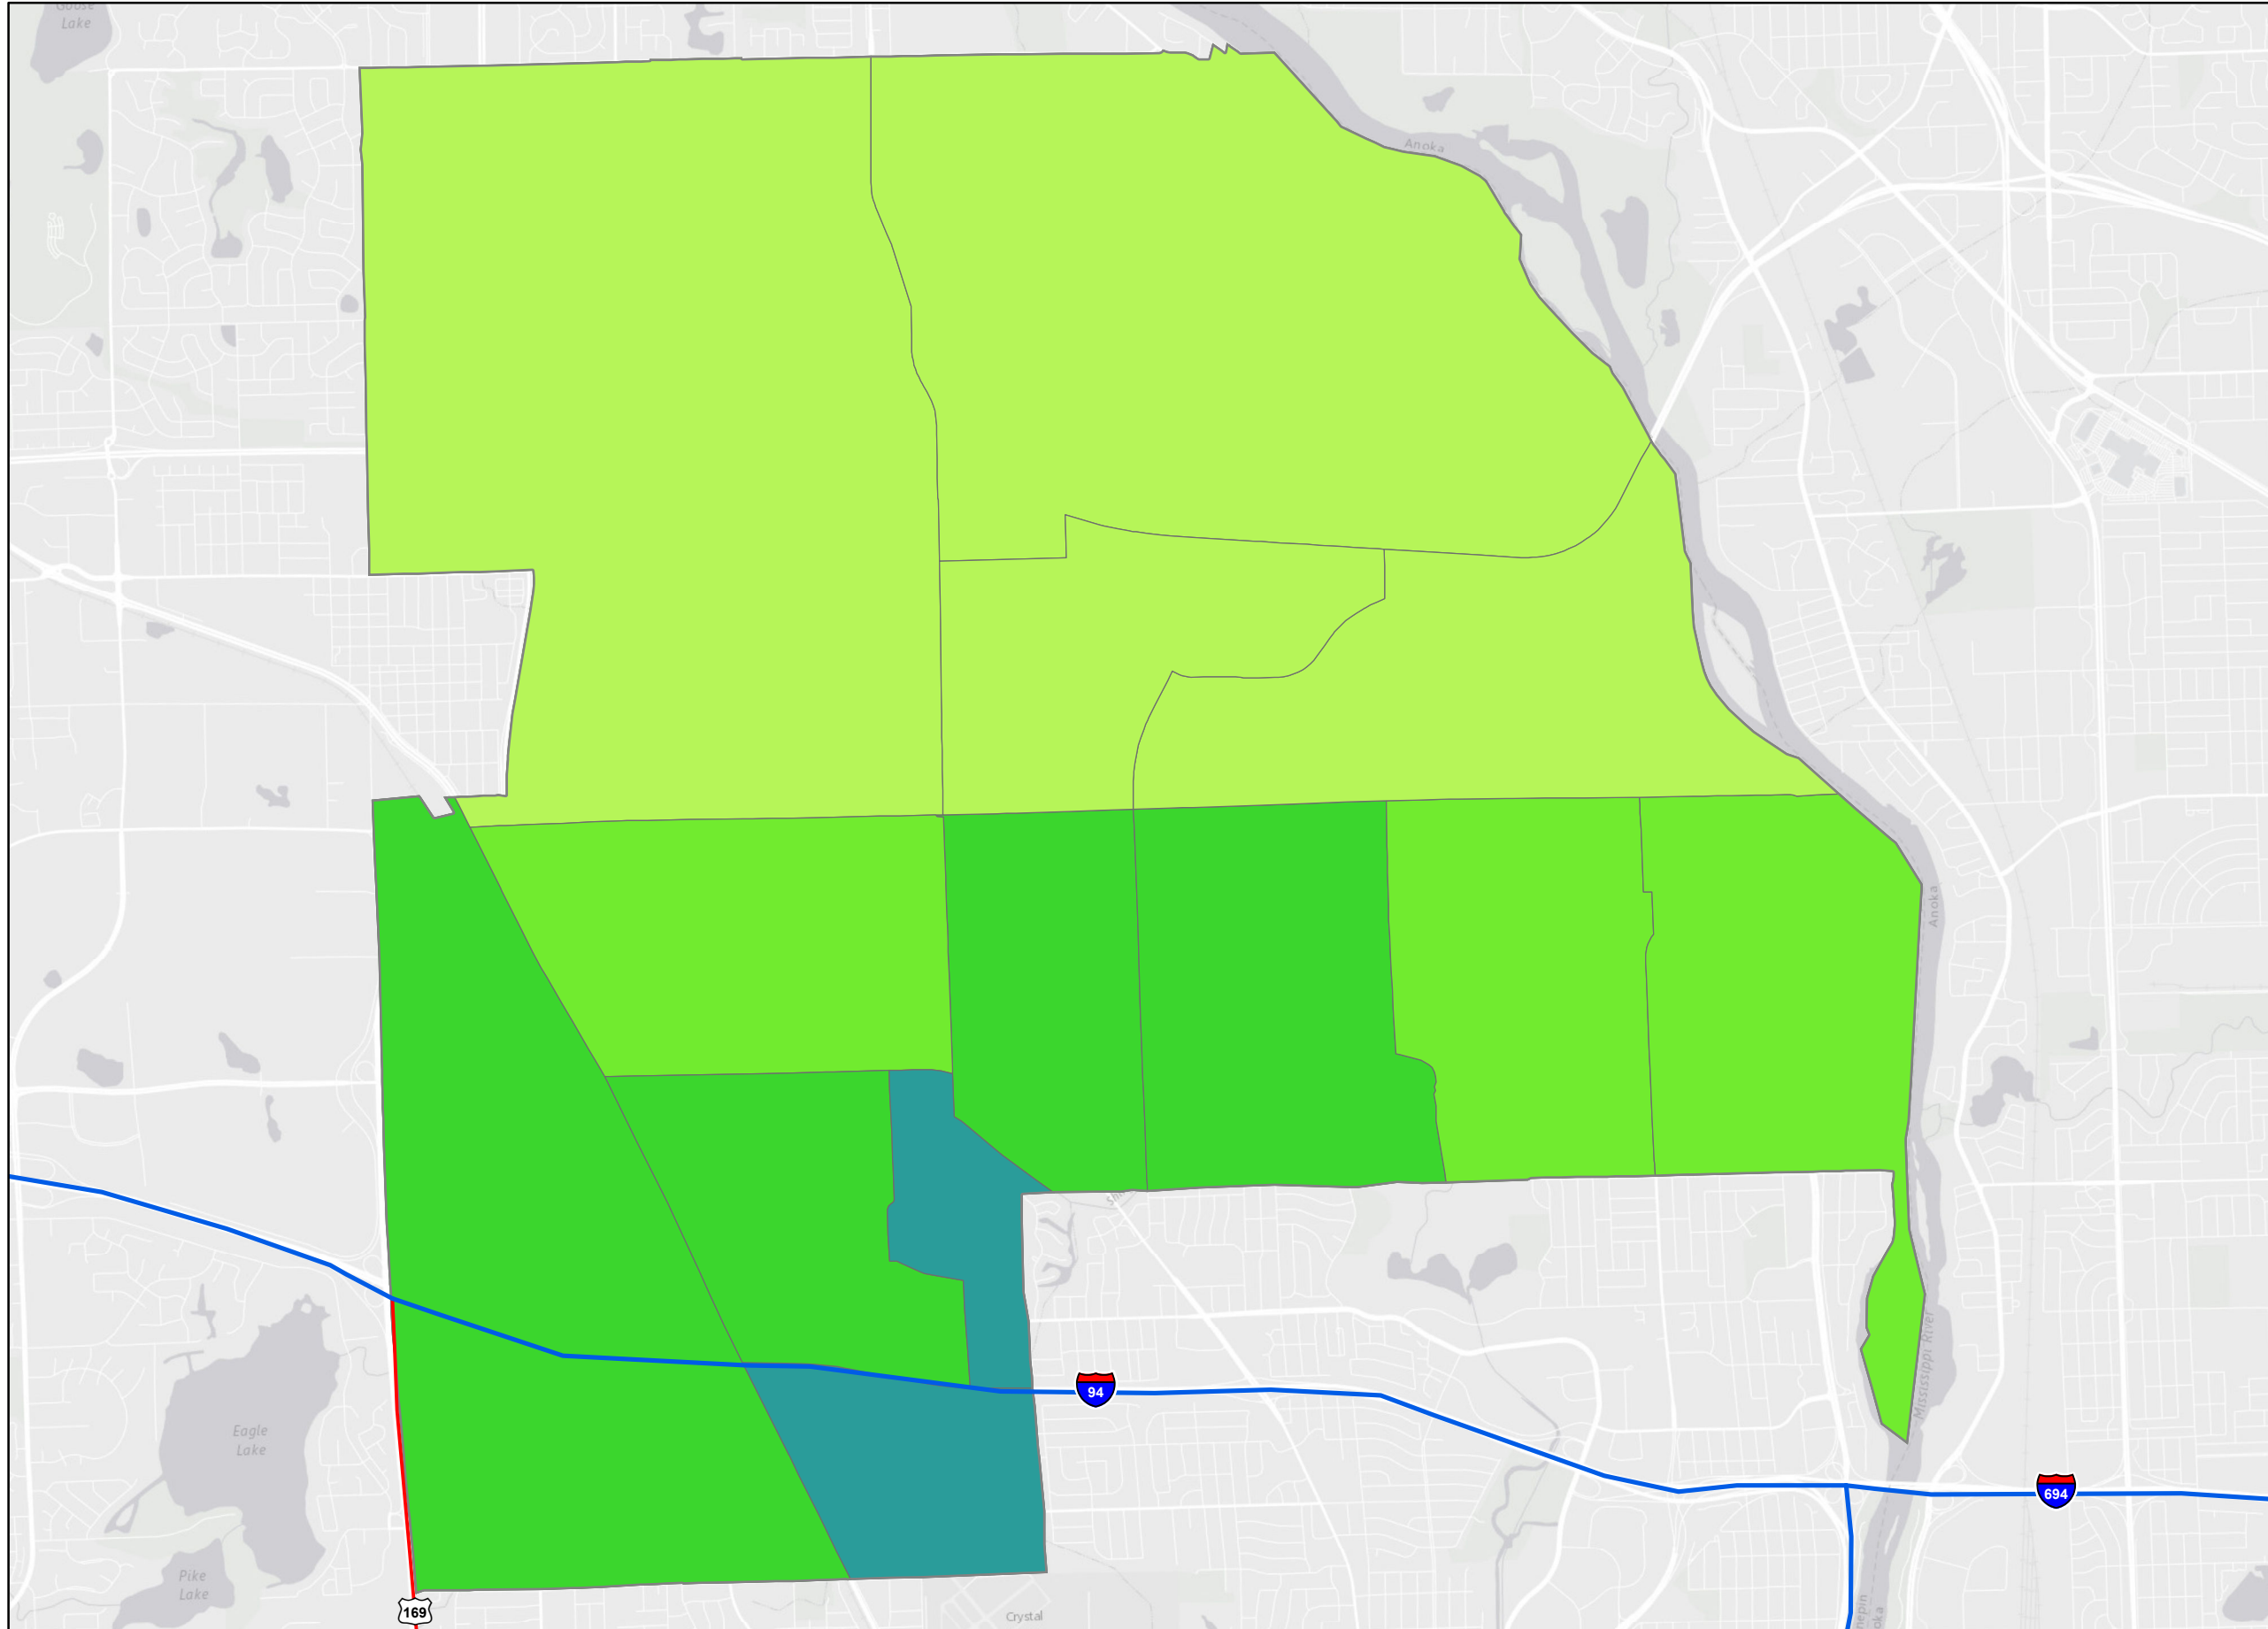 Goose
Lake
Anoka
Anoka
94
Mississippi River
Eagle
Lake
694
Pike
Lake
169
Crystal